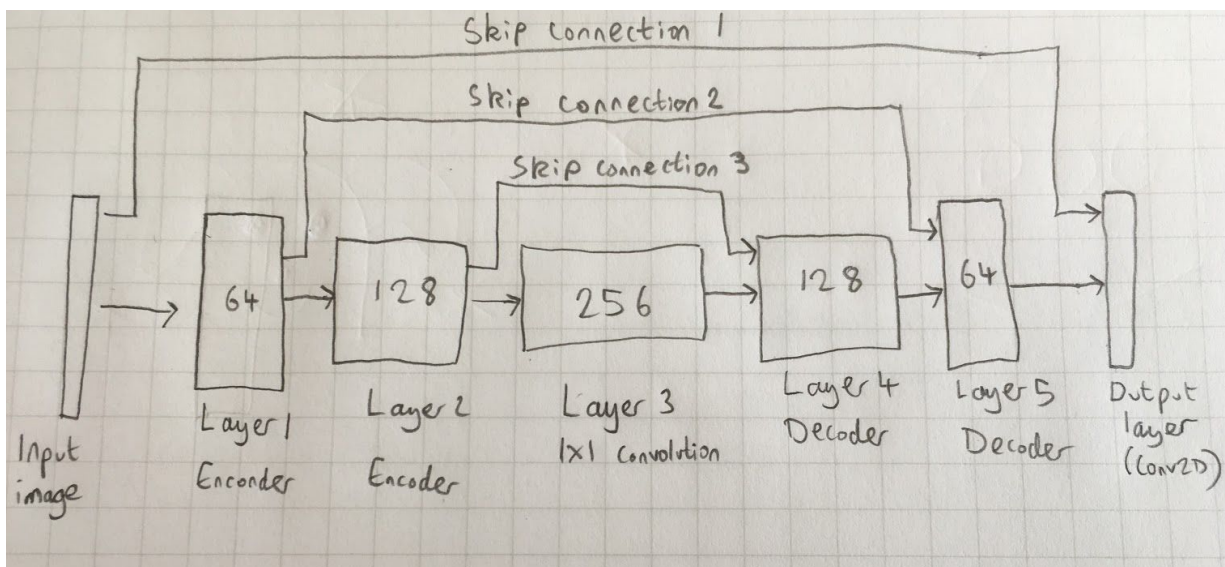 Skip connection 1
Skip connection 2
Skip connection 3
64
128
256
128
64
Input
image
Layer 1
Enconder
Layer 2
Encoder
Layer 3
1x1 convolution
Layer 4
Decoder
Layer 5
Decoder
Output
layer
(Conv2D)